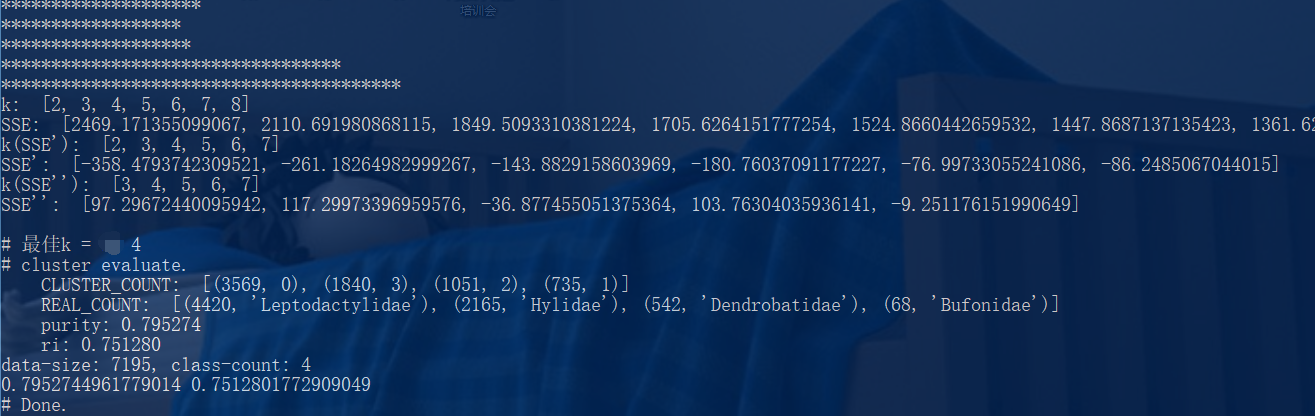 培训会
********************
******************
*******************
**********************************
****************************************
k:  [2, 3, 4, 5, 6, 7, 8]
SSE:  [2469.171355099067, 2110.691980868115, 1849.5093310381224, 1705.6264151777254, 1524.8660442659532, 1447.8687137135423, 1361.62
k(SSE'):  [2, 3, 4, 5, 6, 7]
SSE':  [-358.4793742309521, -261.18264982999267, -143.8829158603969, -180.76037091177227, -76.99733055241086, -86.2485067044015]
k(SSE''):  [3, 4, 5, 6, 7]
SSE'':  [97.29672440095942, 117.29973396959576, -36.877455051375364, 103.76304035936141, -9.251176151990649]
# 最佳k = 4
# cluster evaluate.
CLUSTER_COUNT:  [(3569, 0), (1840, 3), (1051, 2), (735, 1)]
REAL_COUNT:  [(4420, 'Leptodactylidae'), (2165, 'Hylidae'), (542, 'Dendrobatidae'), (68, 'Bufonidae')]
purity: 0.795274
ri: 0.751280
data-size: 7195, class-count: 4
0.7952744961779014 0.7512801772909049
# Done.